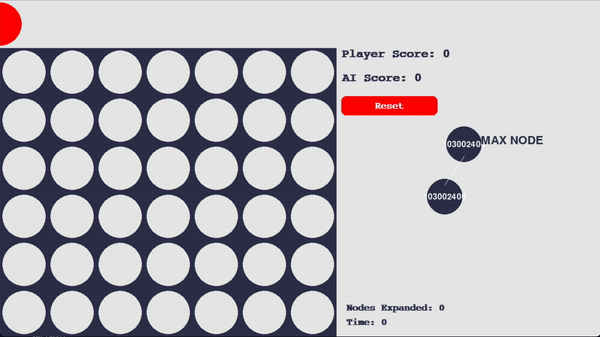 Player Score: 0
AI Score: 0
Reset
0300240
MAX NODE
0300240
Nodes Expanded: 0
Time: 0